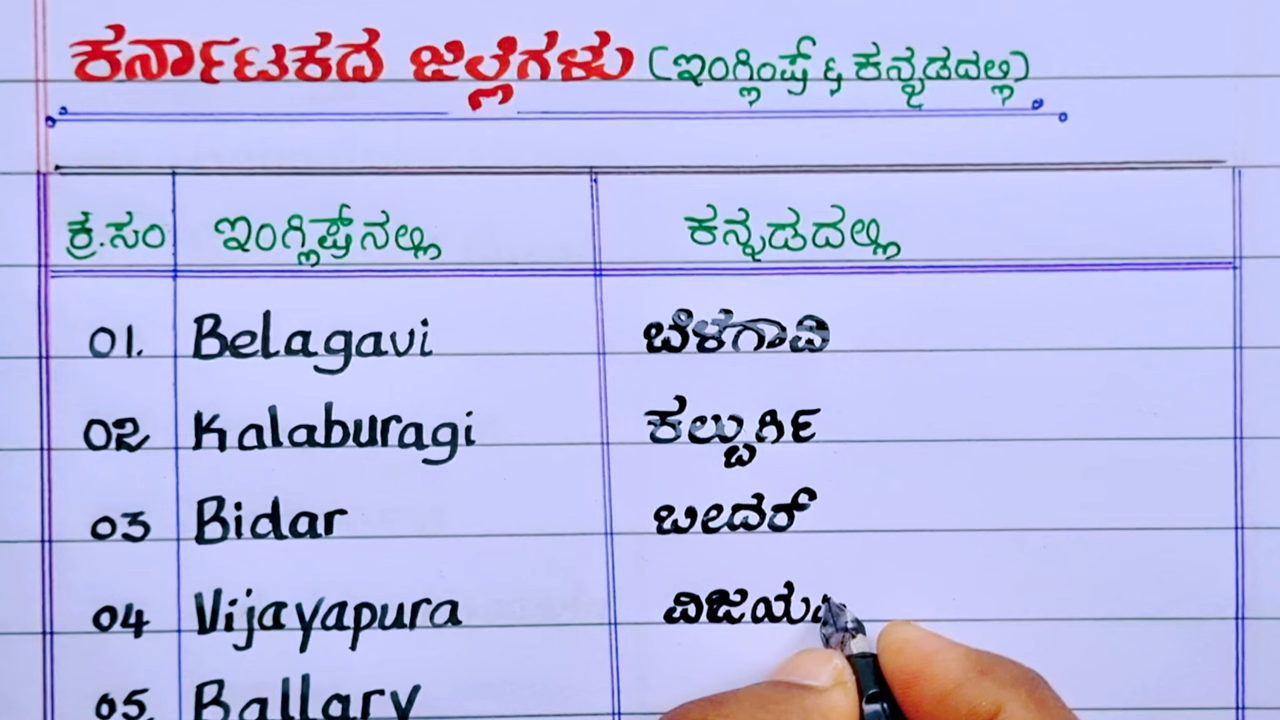 ಕರ್ನಾಟಕದ ಜಿಲ್ಲೆಗಳು (ಇಂಗ್ಲಿಂಷ್ & ಕನ್ನಡದಲ್ಲಿ)
ಕ್ರ.ಸಂ ಇಂಗ್ಲಿಷ್‌ನಲ್ಲಿ ಕನ್ನಡದಲ್ಲಿ
01. Belagavi ಬೆಳೆಗಾವಿ
02 Kalaburagi ಕಲ್ಬುರ್ಗಿ
03 Bidar ಬೀದರ್
04 Vijayapura ವಿಜಯ
05. Ballary